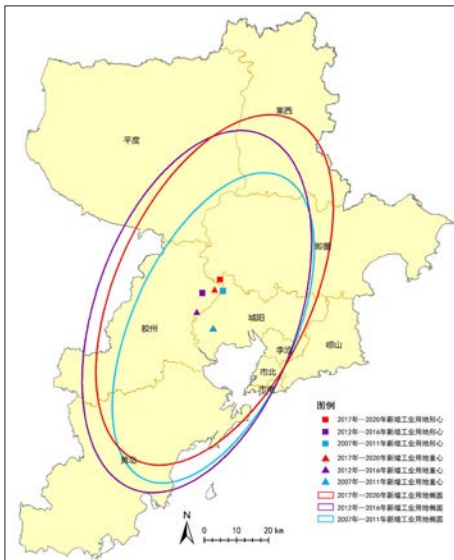 莱西
平度
即墨
胶州
城阳
崂山
李沧
市北
市南
黄岛
图例
2017年—2020年新增工业用地形心
2012年—2016年新增工业用地形心
2007年—2011年新增工业用地形心
2017年—2020年新增工业用地重心
2012年—2016年新增工业用地重心
2007年—2011年新增工业用地重心
2017年—2020年新增工业用地椭圆
2012年—2016年新增工业用地椭圆
2007年—2011年新增工业用地椭圆
N
0 5 10 20 km